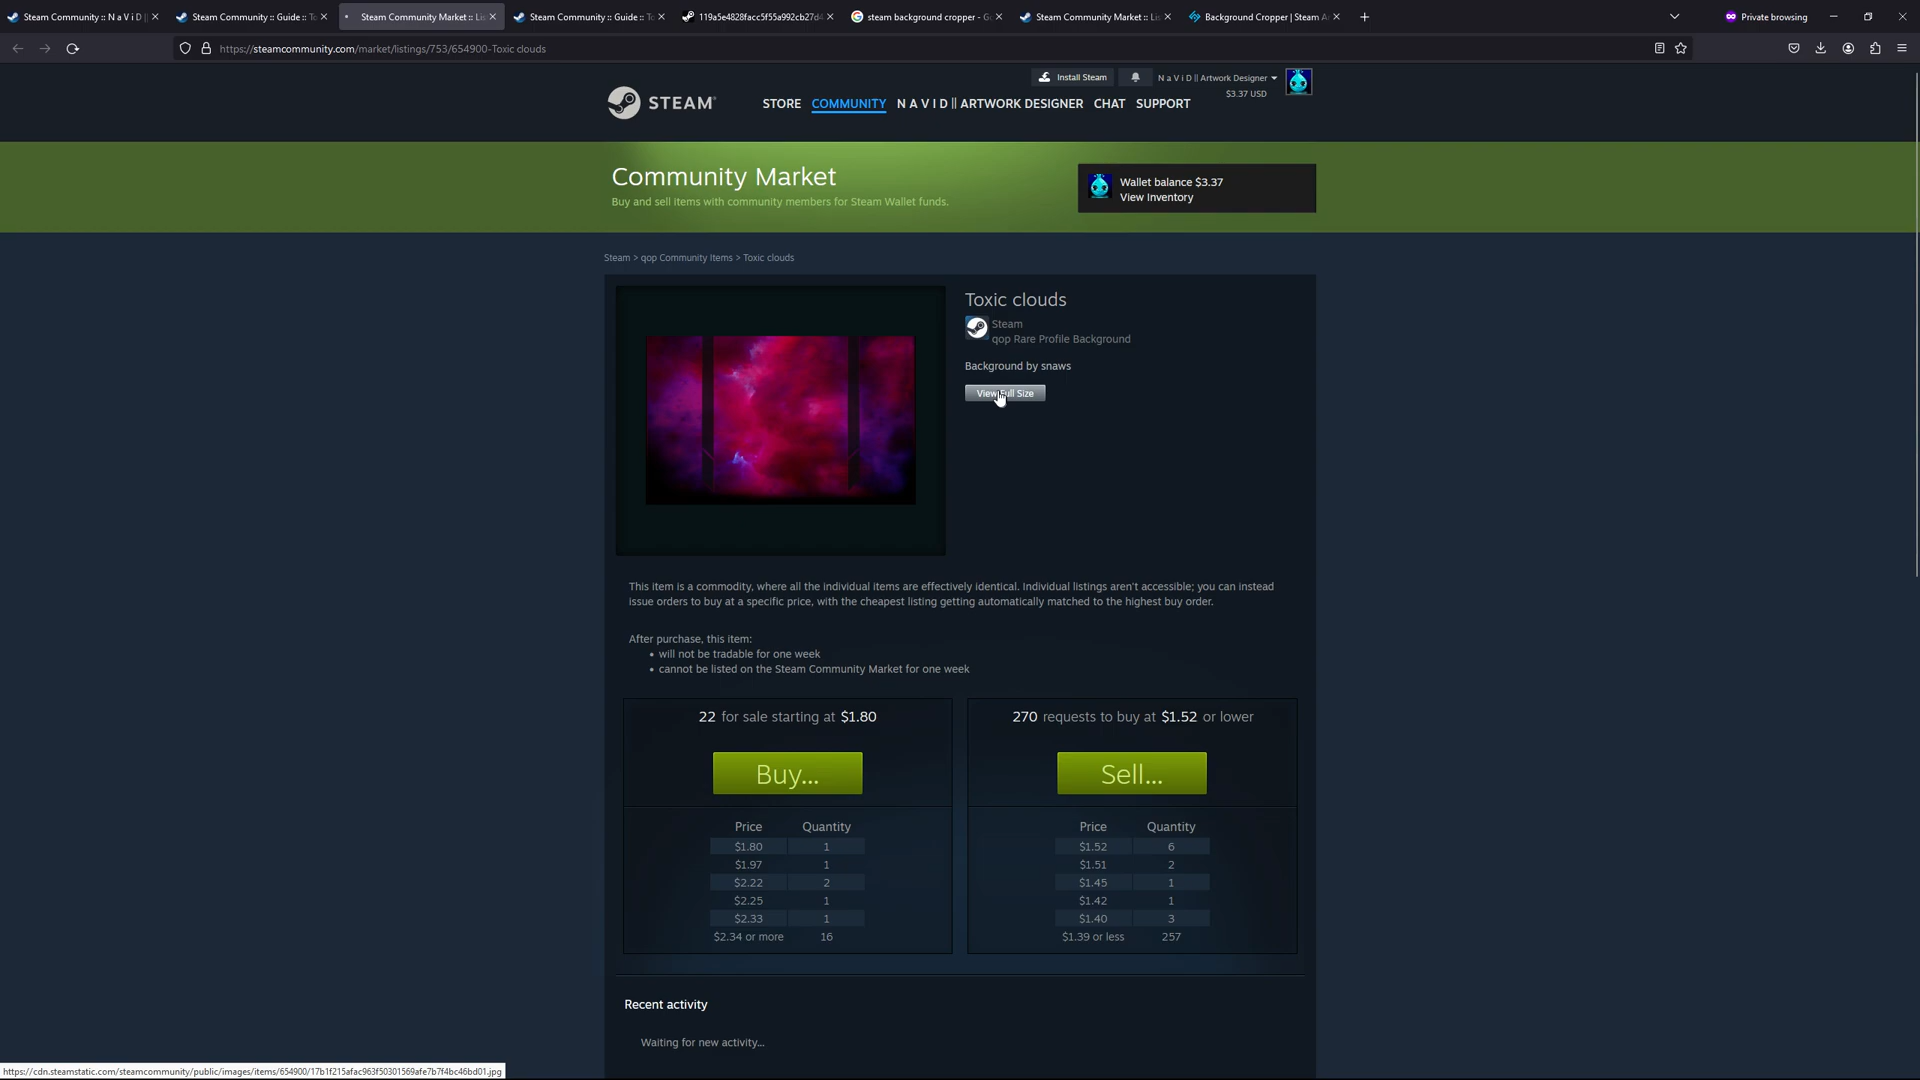 Steam Community :: N a V i D ||
Steam Community :: Guide :: To
Steam Community Market :: Li
Steam Community :: Guide :: To
119a5e4828facc5f55a992cb27d4
steam background cropper - G
Steam Community Market :: Lis
Background Cropper | Steam A
Private browsing
https://steamcommunity.com/market/listings/753/654900-Toxic clouds
Install Steam
N a V i D || Artwork Designer
$3.37 USD
STEAM
STORE COMMUNITY N A V I D || ARTWORK DESIGNER CHAT SUPPORT
Community Market
Buy and sell items with community members for Steam Wallet funds.
Wallet balance $3.37
View Inventory
Steam > qop Community Items > Toxic clouds
Toxic clouds
Steam
qop Rare Profile Background
Background by snaws
View Full Size
This item is a commodity, where all the individual items are effectively identical. Individual listings aren't accessible; you can instead
issue orders to buy at a specific price, with the cheapest listing getting automatically matched to the highest buy order.
After purchase, this item:
• will not be tradable for one week
• cannot be listed on the Steam Community Market for one week
22 for sale starting at $1.80
Buy...
Price Quantity
$1.80 1
$1.97 1
$2.22 2
$2.25 1
$2.33 1
$2.34 or more 16
270 requests to buy at $1.52 or lower
Sell...
Price Quantity
$1.52 6
$1.51 2
$1.45 1
$1.42 1
$1.40 3
$1.39 or less 257
Recent activity
Waiting for new activity...
https://cdn.steamstatic.com/steamcommunity/public/images/items/654900/17b1f215afac963f50301569afe7b7f4bc46bd01.jpg